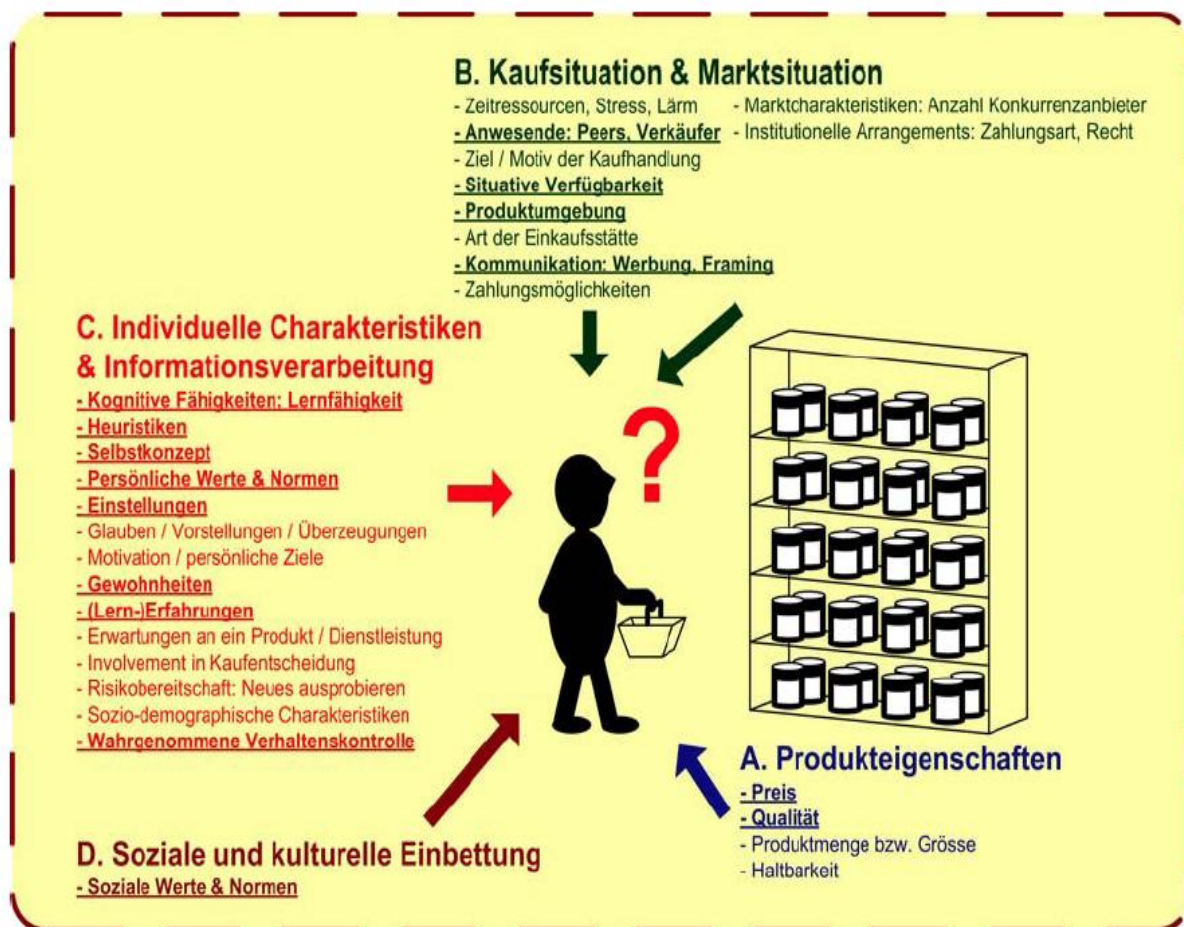 B. Kaufsituation & Marktsituation
- Zeitressourcen, Stress, Lärm
- Anwesende: Peers, Verkäufer
- Ziel / Motiv der Kaufhandlung
- Situative Verfügbarkeit
- Produktumgebung
- Art der Einkaufsstätte
- Kommunikation: Werbung, Framing
- Zahlungsmöglichkeiten
- Marktcharakteristiken: Anzahl Konkurrenzanbieter
- Institutionelle Arrangements: Zahlungsart, Recht
C. Individuelle Charakteristiken
& Informationsverarbeitung
- Kognitive Fähigkeiten: Lernfähigkeit
- Heuristiken
- Selbstkonzept
- Persönliche Werte & Normen
- Einstellungen
- Glauben / Vorstellungen / Überzeugungen
- Motivation / persönliche Ziele
- Gewohnheiten
- (Lern-)Erfahrungen
- Erwartungen an ein Produkt / Dienstleistung
- Involvement in Kaufentscheidung
- Risikobereitschaft: Neues ausprobieren
- Sozio-demographische Charakteristiken
- Wahrgenommene Verhaltenskontrolle
?
A. Produkteigenschaften
- Preis
- Qualität
- Produktmenge bzw. Grösse
- Haltbarkeit
D. Soziale und kulturelle Einbettung
- Soziale Werte & Normen